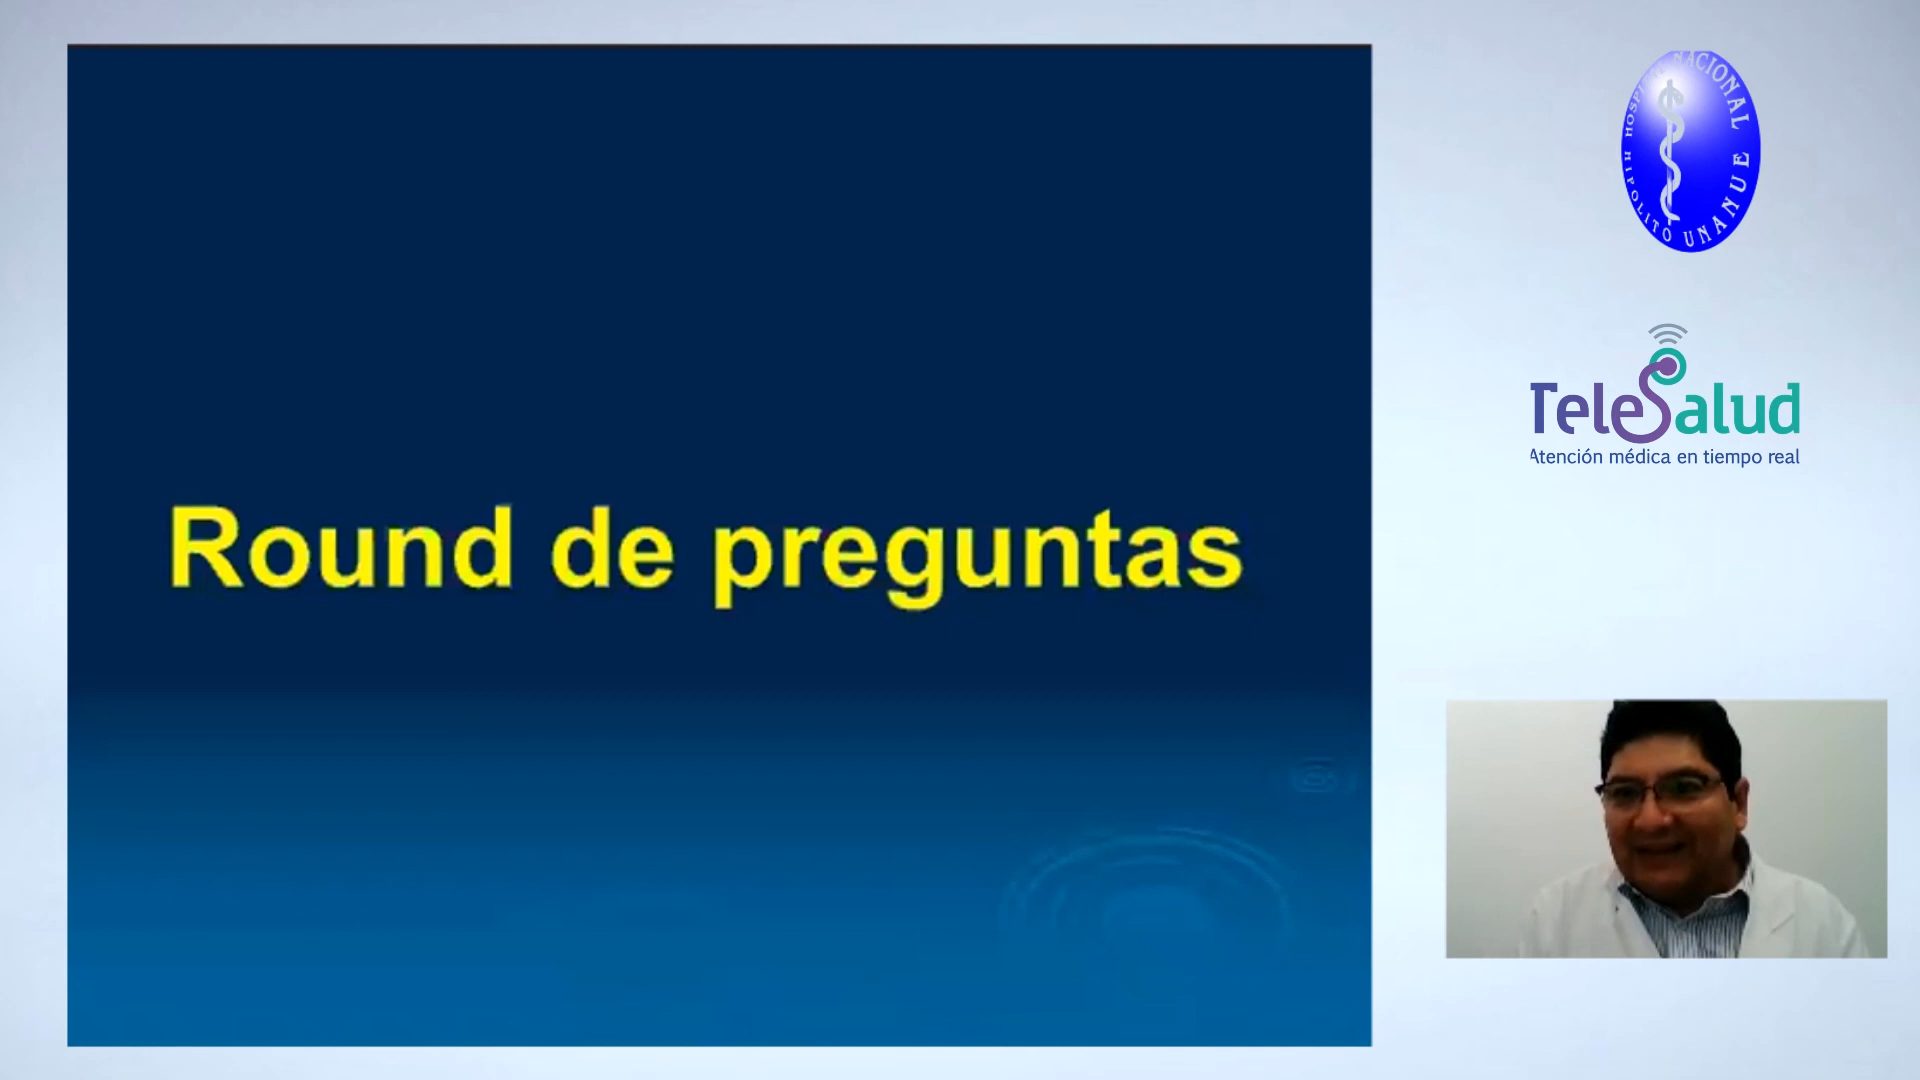 Round de preguntas
HOSPITAL NACIONAL
HIPOLITO UNANUE
TeleSalud
Atención médica en tiempo real